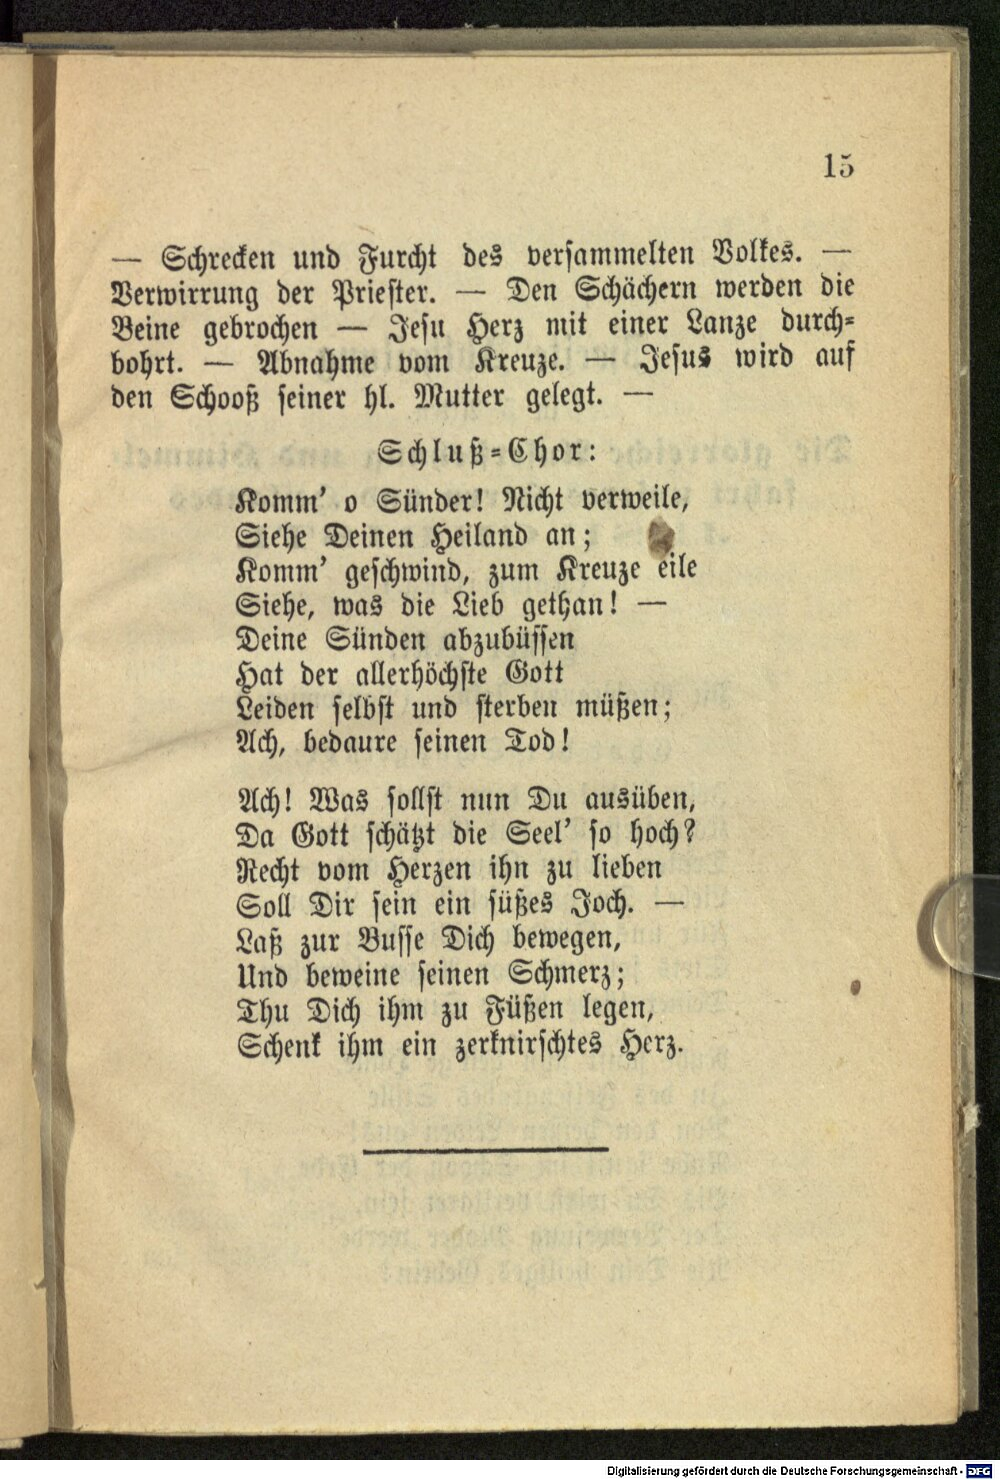 15
— Schrecken und Furcht des versammelten Volkes. —
Verwirrung der Priester. — Den Schächern werden die
Beine gebrochen — Jesu Herz mit einer Lanze durch-
bohrt. — Abnahme vom Kreuze. — Jesus wird auf
den Schooß seiner hl. Mutter gelegt. —
Schluß-Chor:
Komm' o Sünder! Nicht verweile,
Siehe Deinen Heiland an;
Komm' geschwind, zum Kreuze eile
Siehe, was die Lieb gethan! —
Deine Sünden abzubüssen
Hat der allerhöchste Gott
Leiden selbst und sterben müßen;
Ach, bedaure seinen Tod!
Ach! Was sollst nun Du ausüben,
Da Gott schätzt die Seel' so hoch?
Recht vom Herzen ihn zu lieben
Soll Dir sein ein süßes Joch. —
Laß zur Busse Dich bewegen,
Und beweine seinen Schmerz;
Thu Dich ihm zu Füßen legen,
Schenk ihm ein zerknirschtes Herz.
Digitalisierung gefördert durch die Deutsche Forschungsgemeinschaft - DFG